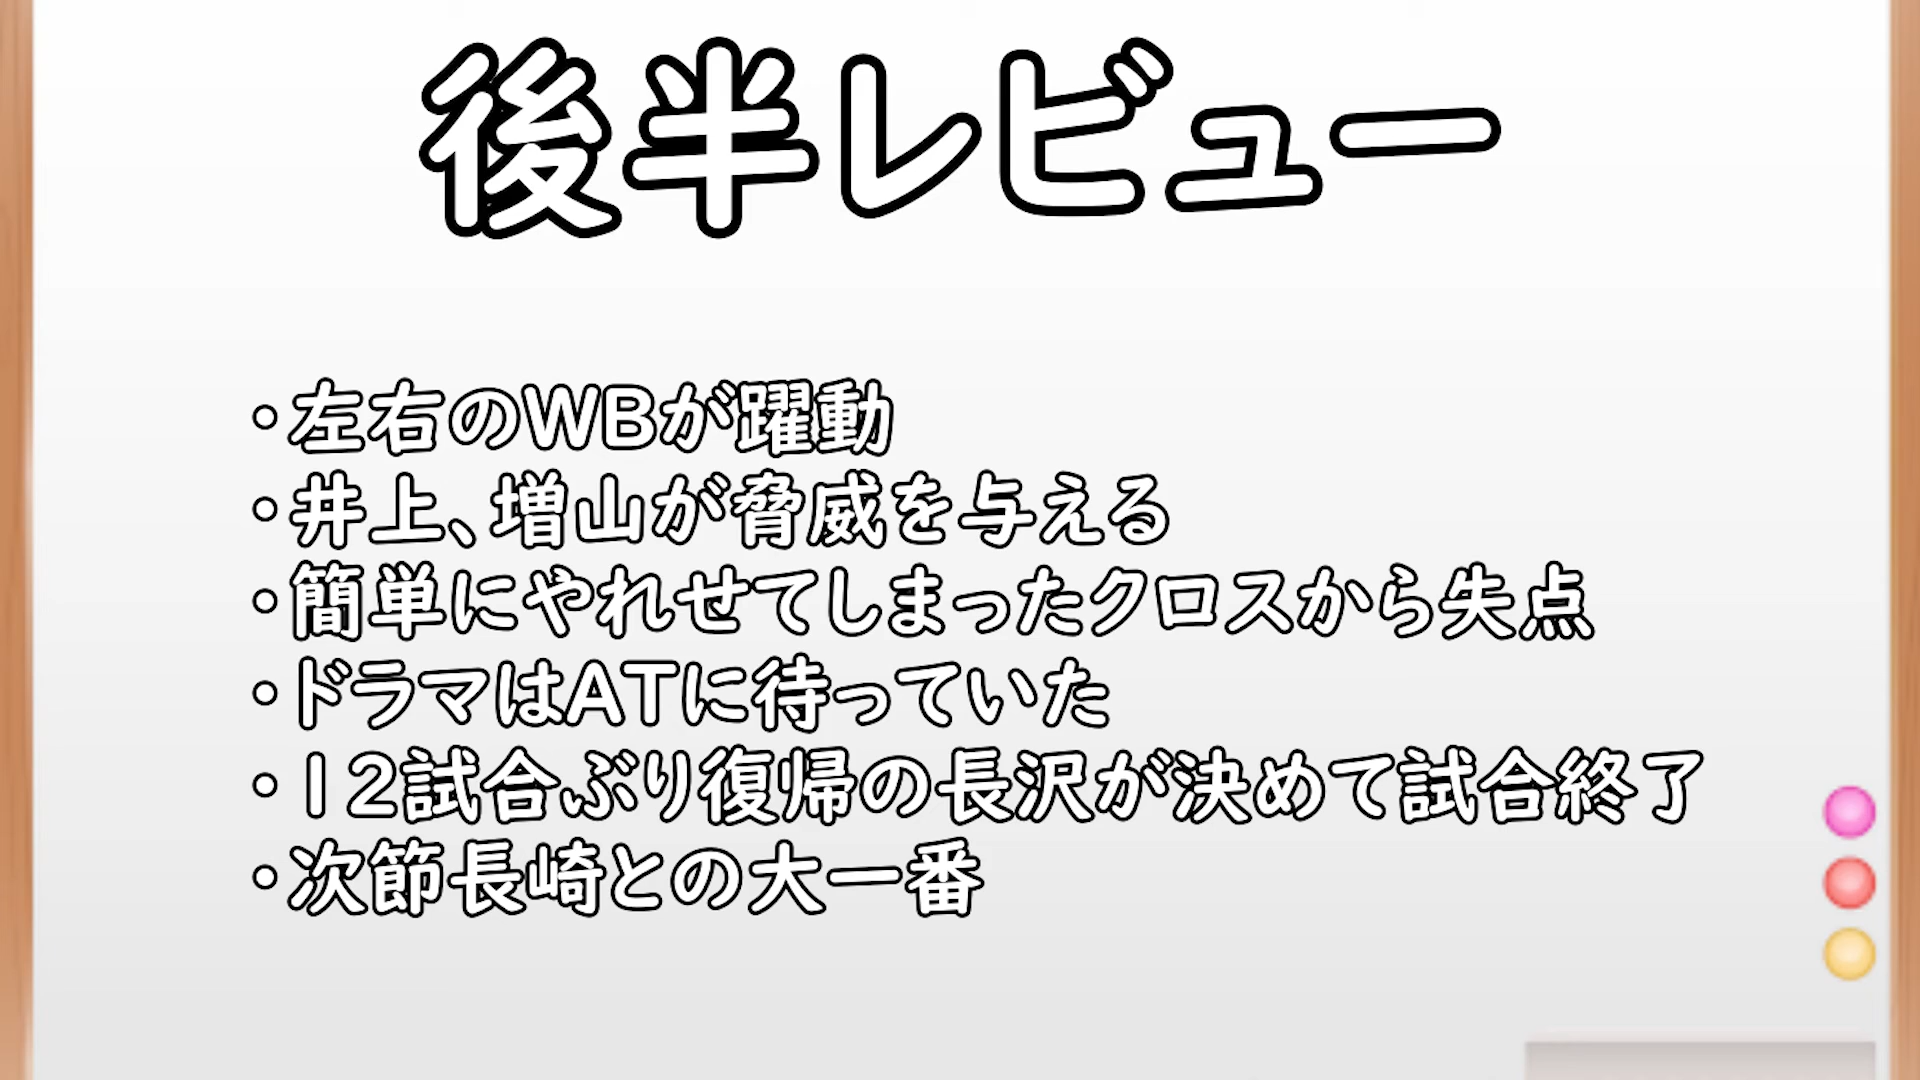 後半レビュー
・左右のWBが躍動
・井上、増山が脅威を与える
・簡単にやれせてしまったクロスから失点
・ドラマはATに待っていた
・12試合ぶり復帰の長沢が決めて試合終了
・次節長崎との大一番